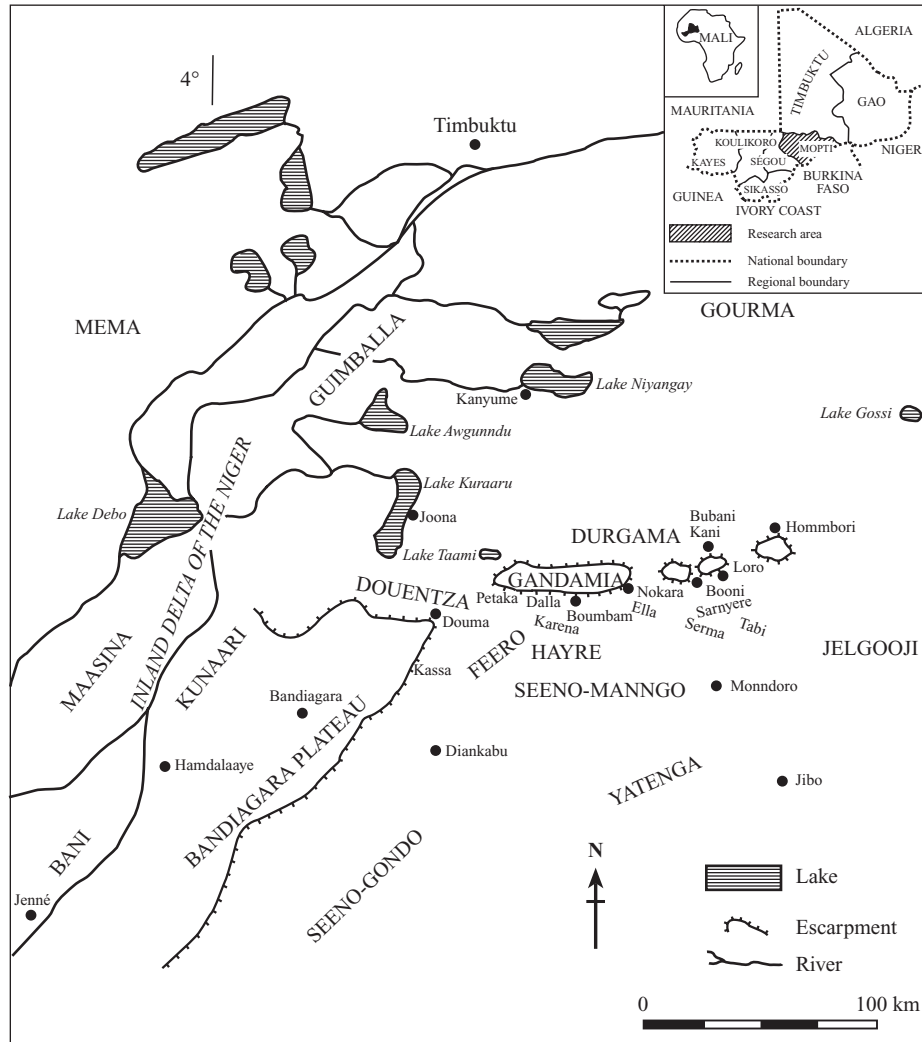 4°
Timbuktu
MALI
ALGERIA
TIMBUKTU
GAO
MAURITANIA
KOULIKORO
MOPTI
KAYES
SÉGOU
NIGER
BURKINA
FASO
GUINEA
SIKASSO
IVORY COAST
Research area
National boundary
Regional boundary
GOURMA
MEMA
GUIMBALLA
Lake Niyangay
Kanyume
Lake Gossi
Lake Awgunndu
Lake Kuraaru
Lake Debo
Joona
INLAND DELTA OF THE NIGER
Lake Taami
DURGAMA
Bubani
Kani
Hommbori
Loro
GANDAMIA
DOUENTZA
Petaka
Dalla
Boumbam
Nokara
Booni
Karena
Ella
Sarnyere
Serma
Tabi
Douma
MAASINA
KUNAARI
Kassa
FEERO
HAYRE
JELGOOJI
SEENO-MANNGO
Monndoro
Bandiagara
BANDIAGARA PLATEAU
Hamdalaaye
Diankabu
YATENGA
Jibo
BANI
SEENO-GONDO
Jenné
N
Lake
Escarpment
River
0
100 km